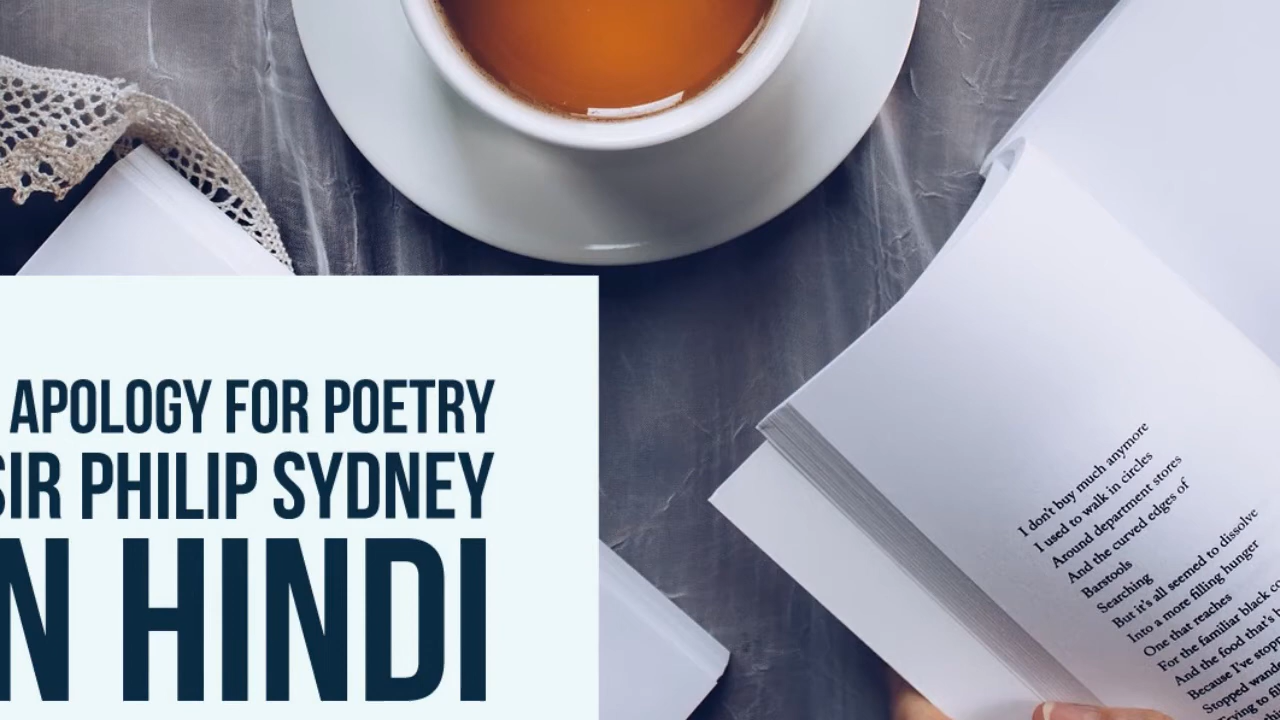 APOLOGY FOR POETRY
SIR PHILIP SYDNEY
N HINDI
I don't buy much anymore
I used to walk in circles
Around department stores
And the curved edges of
Barstools
Searching
But it's all seemed to dissolve
Into a more filling hunger
One that reaches
For the familiar black
And the food that's
Because I've
Stopped